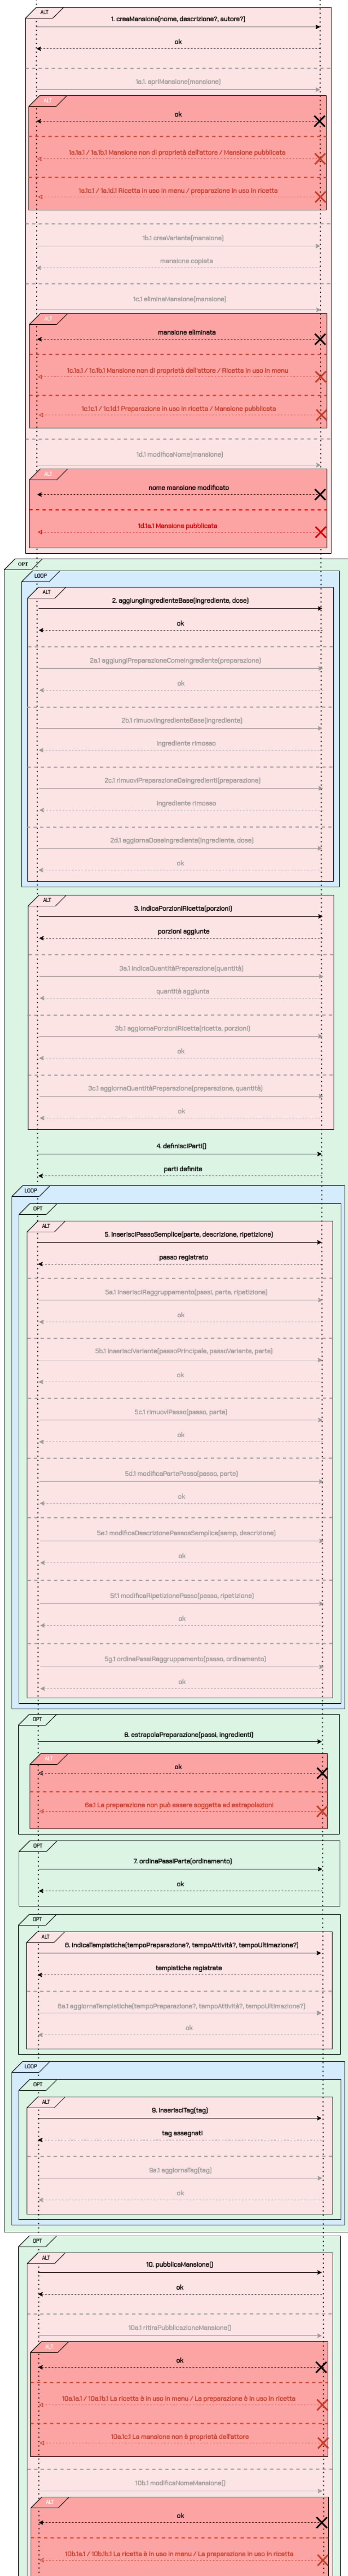 ALT
1. creaMansione(nome, descrizione?, autore?)
ok
1a.1. apriMansione(mansione)
ALT
ok
1a.1a.1 / 1a.1b.1 Mansione non di proprietà dell'attore / Mansione pubblicata
1a.1c.1 / 1a.1d.1 Ricetta in uso in menu / preparazione in uso in ricetta
1b.1 creaVariante(mansione)
mansione copiata
1c.1 eliminaMansione(mansione)
ALT
mansione eliminata
1c.1a.1 / 1c.1b.1 Mansione non di proprietà dell'attore / Ricetta in uso in menu
1c.1c.1 / 1c.1d.1 Preparazione in uso in ricetta / Mansione pubblicata
1d.1 modificaNome(mansione)
ALT
nome mansione modificato
1d.1a.1 Mansione pubblicata
OPT
LOOP
ALT
2. aggiungiIngredienteBase(ingrediente, dose)
ok
2a.1 aggiungiPreparazioneComeIngrediente(preparazione)
ok
2b.1 rimuoviIngredienteBase(ingrediente)
ingrediente rimosso
2c.1 rimuoviPreparazioneDaIngredienti(preparazione)
ingrediente rimosso
2d.1 aggiornaDoseIngrediente(ingrediente, dose)
ok
ALT
3. indicaPorzioniRicetta(porzioni)
porzioni aggiunte
3a.1 indicaQuantitàPreparazione(quantità)
quantità aggiunta
3b.1 aggiornaPorzioniRicetta(ricetta, porzioni)
ok
3c.1 aggiornaQuantitàPreparazione(preparazione, quantità)
ok
4. definisciParti()
parti definite
LOOP
OPT
ALT
5. inserisciPassoSemplice(parte, descrizione, ripetizione)
passo registrato
5a.1 inserisciRaggruppamento(passi, parte, ripetizione)
ok
5b.1 inserisciVariante(passoPrincipale, passoVariante, parte)
ok
5c.1 rimuoviPasso(passo, parte)
ok
5d.1 modificaPartePasso(passo, parte)
ok
5e.1 modificaDescrizionePassosSemplice(semp, descrizione)
ok
5f.1 modificaRipetizionePasso(passo, ripetizione)
ok
5g.1 ordinaPassiRaggruppamento(passo, ordinamento)
ok
OPT
6. estrapolaPreparazione(passi, ingredienti)
ALT
ok
6a.1 La preparazione non può essere soggetta ad estrapolazioni
OPT
7. ordinaPassiParte(ordinamento)
ok
OPT
ALT
8. indicaTempistiche(tempoPreparazione?, tempoAttività?, tempoUltimazione?)
tempistiche registrate
8a.1 aggiornaTempistiche(tempoPreparazione?, tempoAttività?, tempoUltimazione?)
ok
LOOP
OPT
ALT
9. inserisciTag(tag)
tag assegnati
9a.1 aggiornaTag(tag)
ok
OPT
ALT
10. pubblicaMansione()
ok
10a.1 ritiraPubblicazioneMansione()
ALT
ok
10a.1a.1 / 10a.1b.1 La ricetta è in uso in menu / La preparazione è in uso in ricetta
10a.1c.1 La mansione non è proprietà dell'attore
10b.1 modificaNomeMansione()
ALT
ok
10b.1a.1 / 10b.1b.1 La ricetta è in uso in menu / La preparazione in uso in ricetta